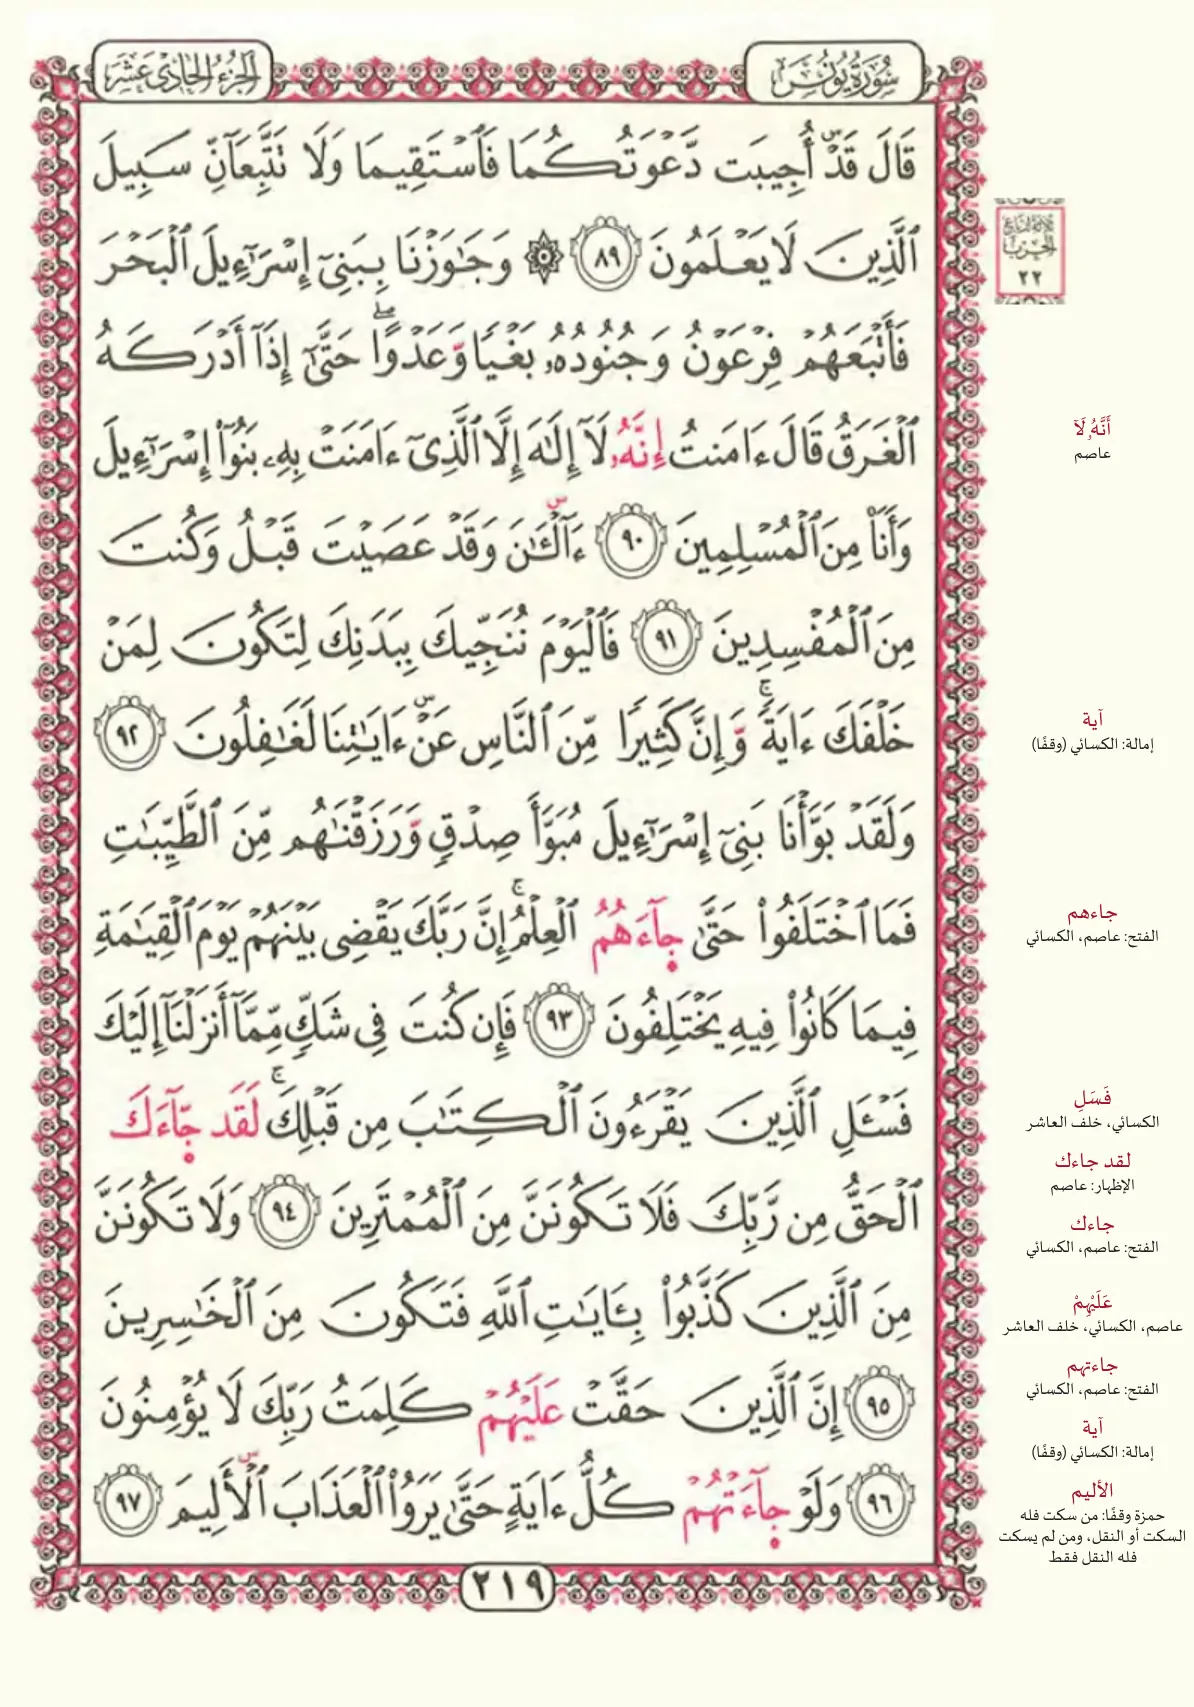 سُورَةُ يُونُسَ
الجُزْءُ الحَادِي عَشَرَ
قَالَ قَدۡ أُجِيبَت دَّعۡوَتُكُمَا فَٱسۡتَقِيمَا وَلَا تَتَّبِعَآنِّ سَبِيلَ
ٱلَّذِينَ لَا يَعۡلَمُونَ ٨٩ ۞ وَجَٰوَزۡنَا بِبَنِيٓ إِسۡرَٰٓءِيلَ ٱلۡبَحۡرَ
فَأَتۡبَعَهُمۡ فِرۡعَوۡنُ وَجُنُودُهُۥ بَغۡيٗا وَعَدۡوًاۖ حَتَّىٰٓ إِذَآ أَدۡرَكَهُ
ٱلۡغَرَقُ قَالَ ءَامَنتُ إِنَّهُۥ لَآ إِلَٰهَ إِلَّا ٱلَّذِيٓ ءَامَنَتۡ بِهِۦ بَنُوٓاْ إِسۡرَٰٓءِيلَ
وَأَنَا۠ مِنَ ٱلۡمُسۡلِمِينَ ٩٠ ءَآلۡـَٰٔنَ وَقَدۡ عَصَيۡتَ قَبۡلُ وَكُنتَ
مِنَ ٱلۡمُفۡسِدِينَ ٩١ فَٱلۡيَوۡمَ نُنَجِّيكَ بِبَدَنِكَ لِتَكُونَ لِمَنۡ
خَلۡفَكَ ءَايَةٗۚ وَإِنَّ كَثِيرٗا مِّنَ ٱلنَّاسِ عَنۡ ءَايَٰتِنَا لَغَٰفِلُونَ ٩٢
وَلَقَدۡ بَوَّأۡنَا بَنِيٓ إِسۡرَٰٓءِيلَ مُبَوَّأَ صِدۡقٖ وَرَزَقۡنَٰهُم مِّنَ ٱلطَّيِّبَٰتِ
فَمَا ٱخۡتَلَفُواْ حَتَّىٰ جَآءَهُمُ ٱلۡعِلۡمُۚ إِنَّ رَبَّكَ يَقۡضِي بَيۡنَهُمۡ يَوۡمَ ٱلۡقِيَٰمَةِ
فِيمَا كَانُواْ فِيهِ يَخۡتَلِفُونَ ٩٣ فَإِن كُنتَ فِي شَكّٖ مِّمَّآ أَنزَلۡنَآ إِلَيۡكَ
فَسۡـَٔلِ ٱلَّذِينَ يَقۡرَءُونَ ٱلۡكِتَٰبَ مِن قَبۡلِكَۚ لَقَد جَّآءَكَ
ٱلۡحَقُّ مِن رَّبِّكَ فَلَا تَكُونَنَّ مِنَ ٱلۡمُمۡتَرِينَ ٩٤ وَلَا تَكُونَنَّ
مِنَ ٱلَّذِينَ كَذَّبُواْ بِـَٔايَٰتِ ٱللَّهِ فَتَكُونَ مِنَ ٱلۡخَٰسِرِينَ
٩٥ إِنَّ ٱلَّذِينَ حَقَّتۡ عَلَيۡهُمۡ كَلِمَتُ رَبِّكَ لَا يُؤۡمِنُونَ
٩٦ وَلَوۡ جَآءَتۡهُمۡ كُلُّ ءَايَةٍ حَتَّىٰ يَرَوُاْ ٱلۡعَذَابَ ٱلۡأَلِيمَ ٩٧
٢١٩
ثلاثة أرباع
الحزب
٢٢
أَنَّهُۥ لَآ
عاصم
آية
إمالة: الكسائي (وقفًا)
جاءهم
الفتح: عاصم، الكسائي
فَسَلِ
الكسائي، خلف العاشر
لقد جاءك
الإظهار: عاصم
جاءك
الفتح: عاصم، الكسائي
عَلَيْهِمْ
عاصم، الكسائي، خلف العاشر
جاءتهم
الفتح: عاصم، الكسائي
آية
إمالة: الكسائي (وقفًا)
الأليم
حمزة وقفًا: من سكت فله
السكت أو النقل، ومن لم يسكت
فله النقل فقط